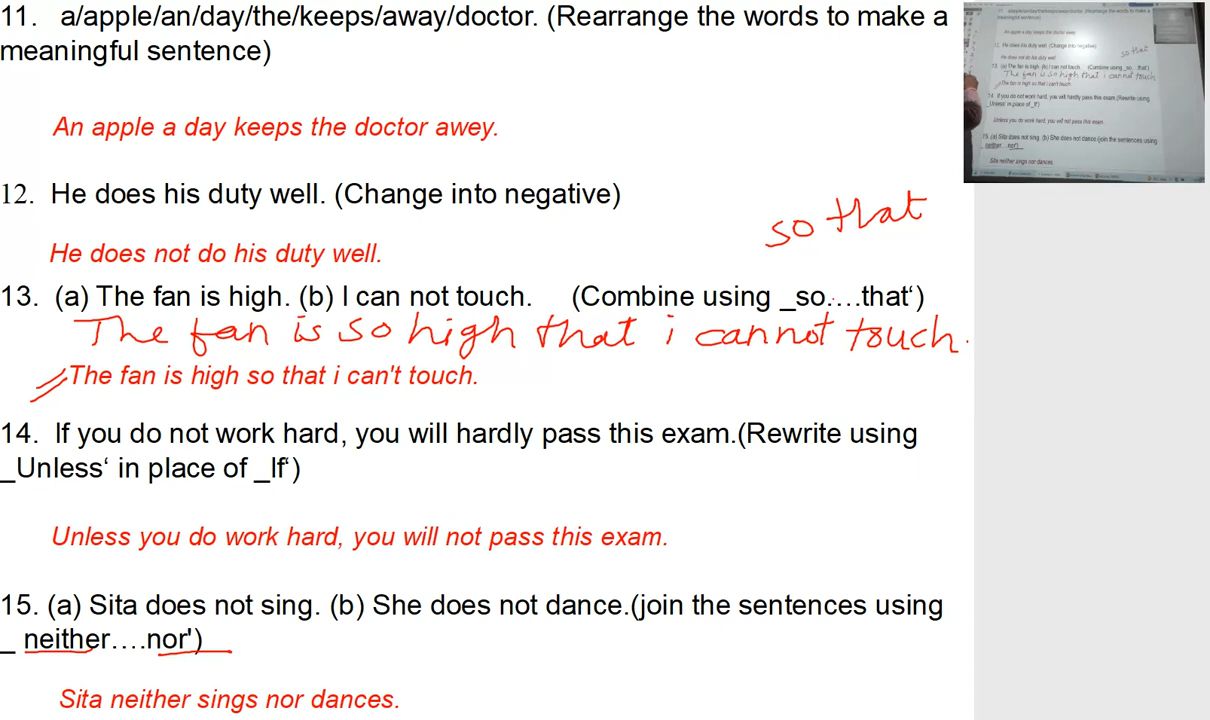 11. a/apple/an/day/the/keeps/away/doctor. (Rearrange the words to make a
meaningful sentence)
An apple a day keeps the doctor awey.
12. He does his duty well. (Change into negative)
so that
He does not do his duty well.
13. (a) The fan is high. (b) I can not touch. (Combine using _so....that‘)
The fan is so high that i cannot touch.
The fan is high so that i can't touch.
14. If you do not work hard, you will hardly pass this exam.(Rewrite using
_Unless‘ in place of _If‘)
Unless you do work hard, you will not pass this exam.
15. (a) Sita does not sing. (b) She does not dance.(join the sentences using
_ neither....nor')
Sita neither sings nor dances.